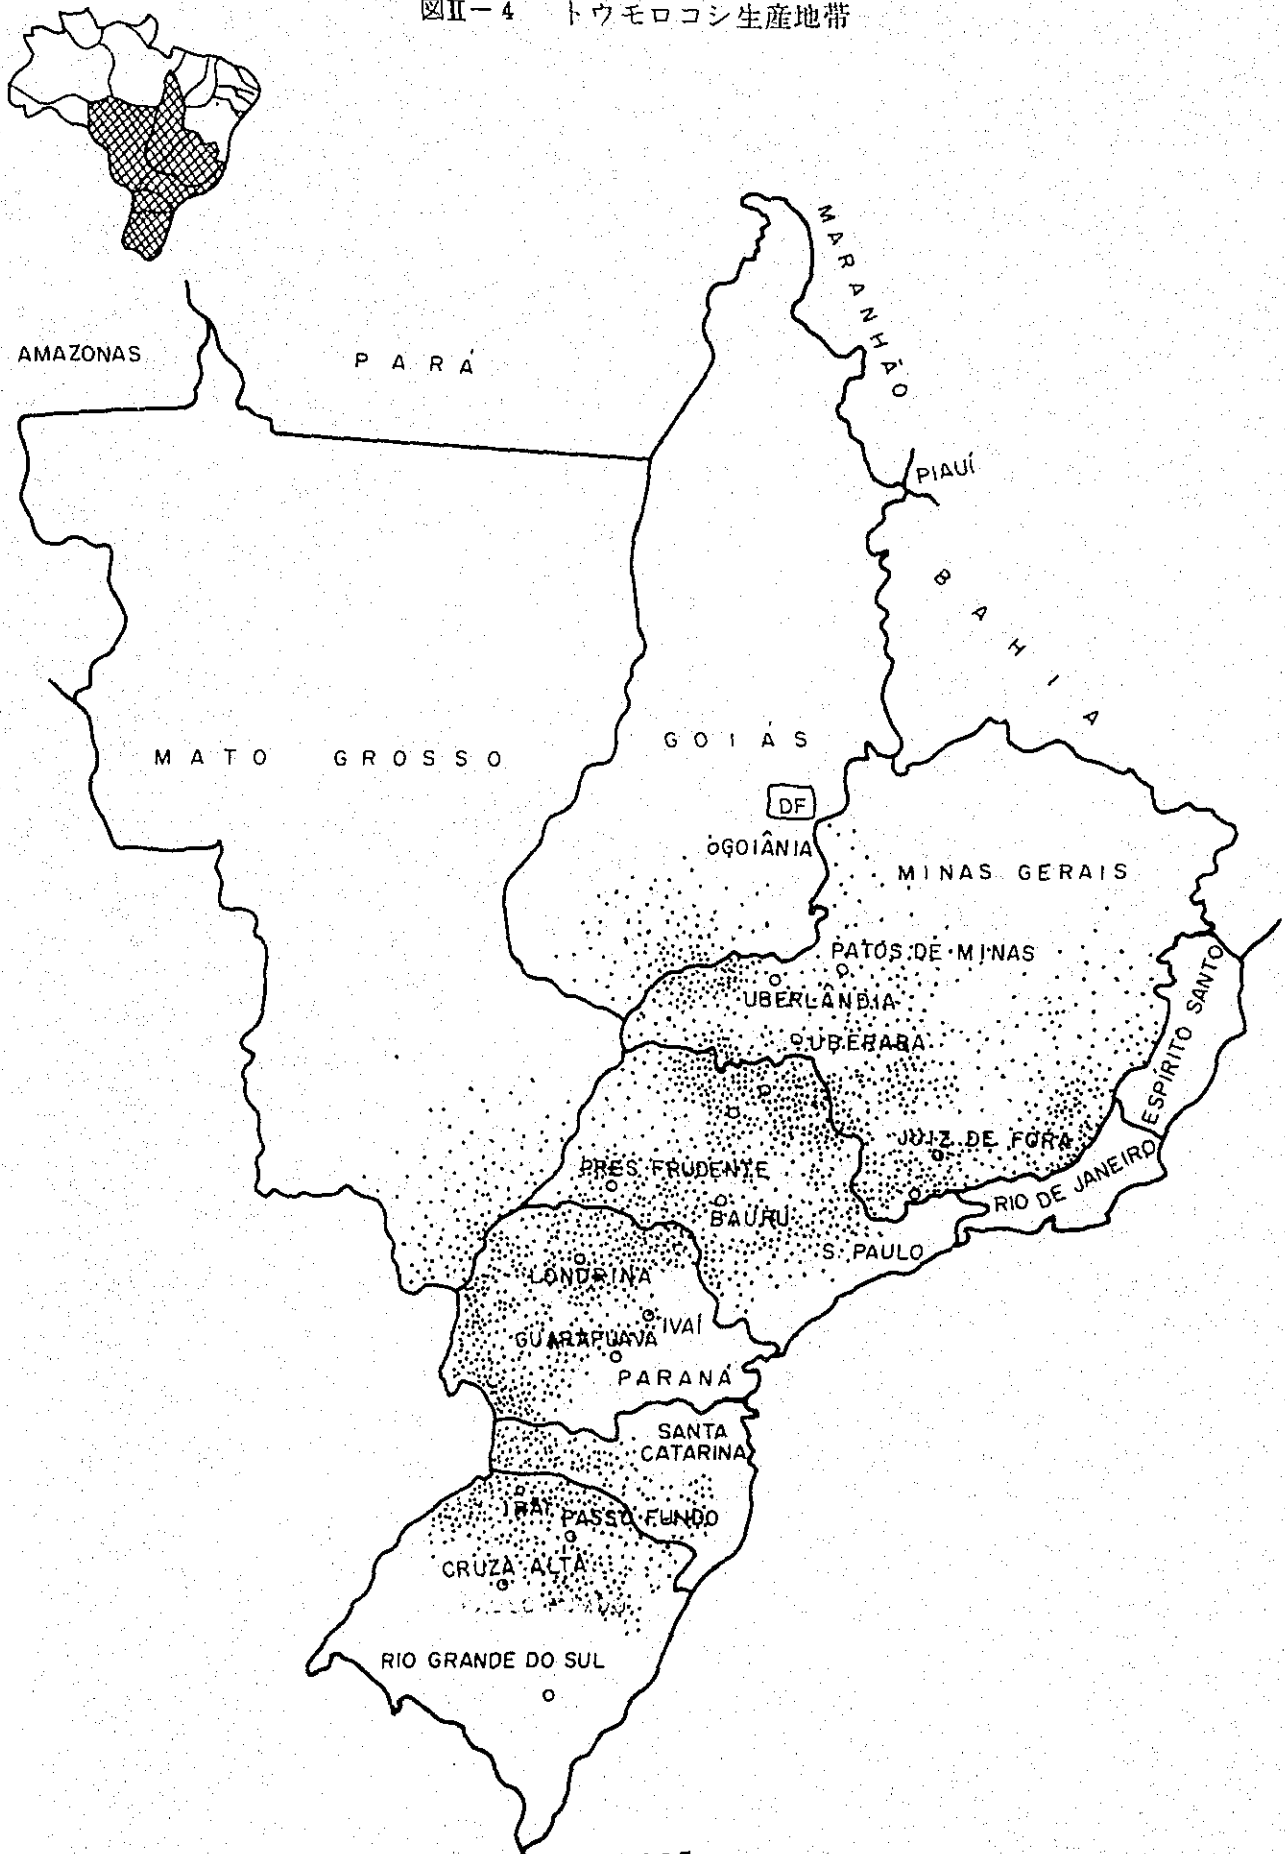 図Ⅱ-4 トウモロコシ生産地帯
MARANHÃO
AMAZONAS
PARÁ
PIAUÍ
BAHIA
GOIÁS
MATO GROSSO
DF
GOIÂNIA
MINAS GERAIS
PATOS DE MINAS
UBERLÂNDIA
UBERABA
ESPÍRITO SANTO
JUIZ DE FORA
PRES. PRUDENTE
RIO DE JANEIRO
BAURU
S. PAULO
LONDRINA
IVAÍ
GUARAPUAVA
PARANÁ
SANTA
CATARINA
IRAÍ
PASSO FUNDO
CRUZA ALTA
RIO GRANDE DO SUL